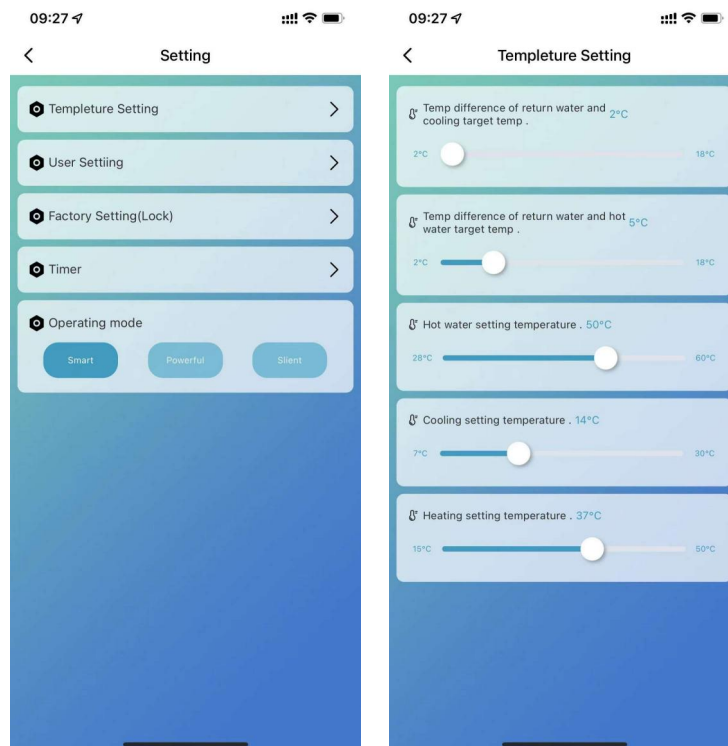 09:27
Setting
Templeture Setting
User Settiing
Factory Setting(Lock)
Timer
Operating mode
Smart
Powerful
Slient
09:27
Templeture Setting
Temp difference of return water and
cooling target temp .
2°C
2°C
18°C
Temp difference of return water and hot
water target temp .
5°C
2°C
18°C
Hot water setting temperature . 50°C
28°C
60°C
Cooling setting temperature . 14°C
7°C
30°C
Heating setting temperature . 37°C
15°C
50°C